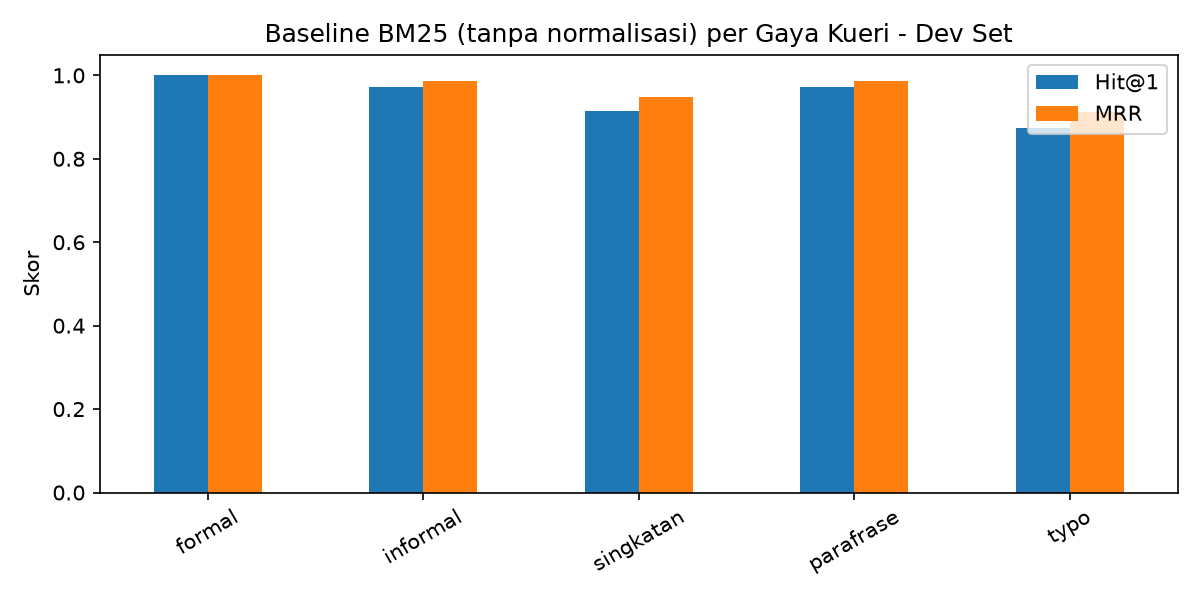 Baseline BM25 (tanpa normalisasi) per Gaya Kueri - Dev Set
Hit@1
MRR
Skor
1.0
0.8
0.6
0.4
0.2
0.0
formal
informal
singkatan
parafrase
typo